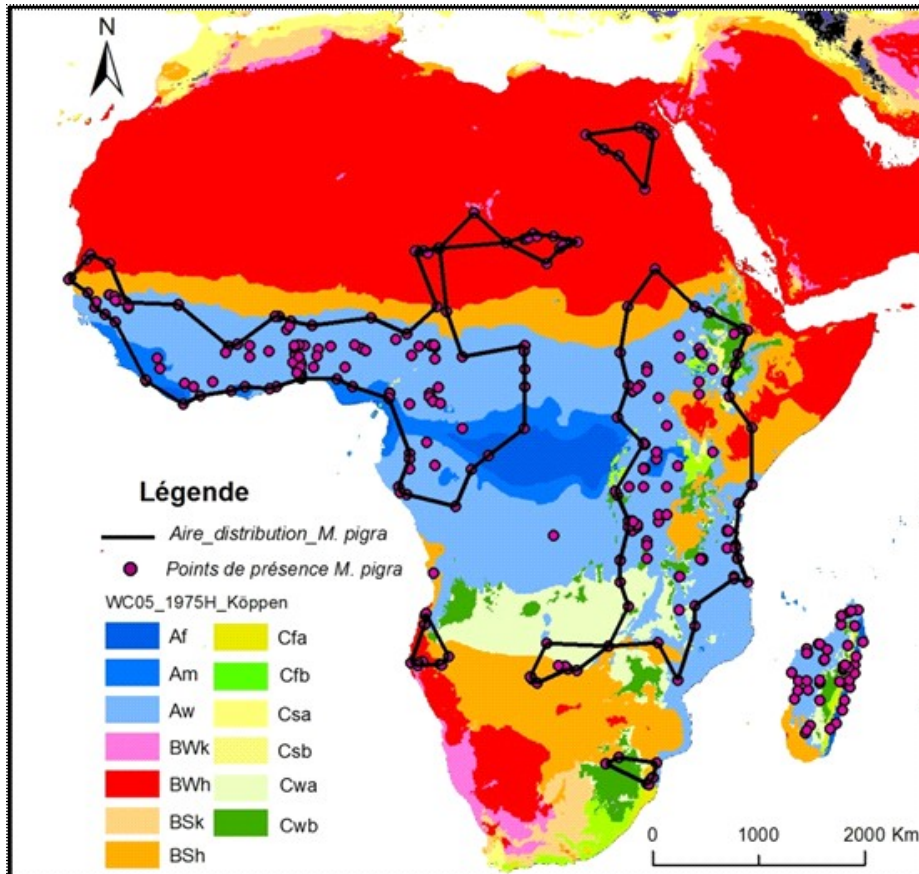 N
Légende
Aire_distribution_M. pigra
Points de présence M. pigra
WC05_1975H_Köppen
Af
Am
Aw
BWk
BWh
BSk
BSh
Cfa
Cfb
Csa
Csb
Cwa
Cwb
0 1000 2000 Km